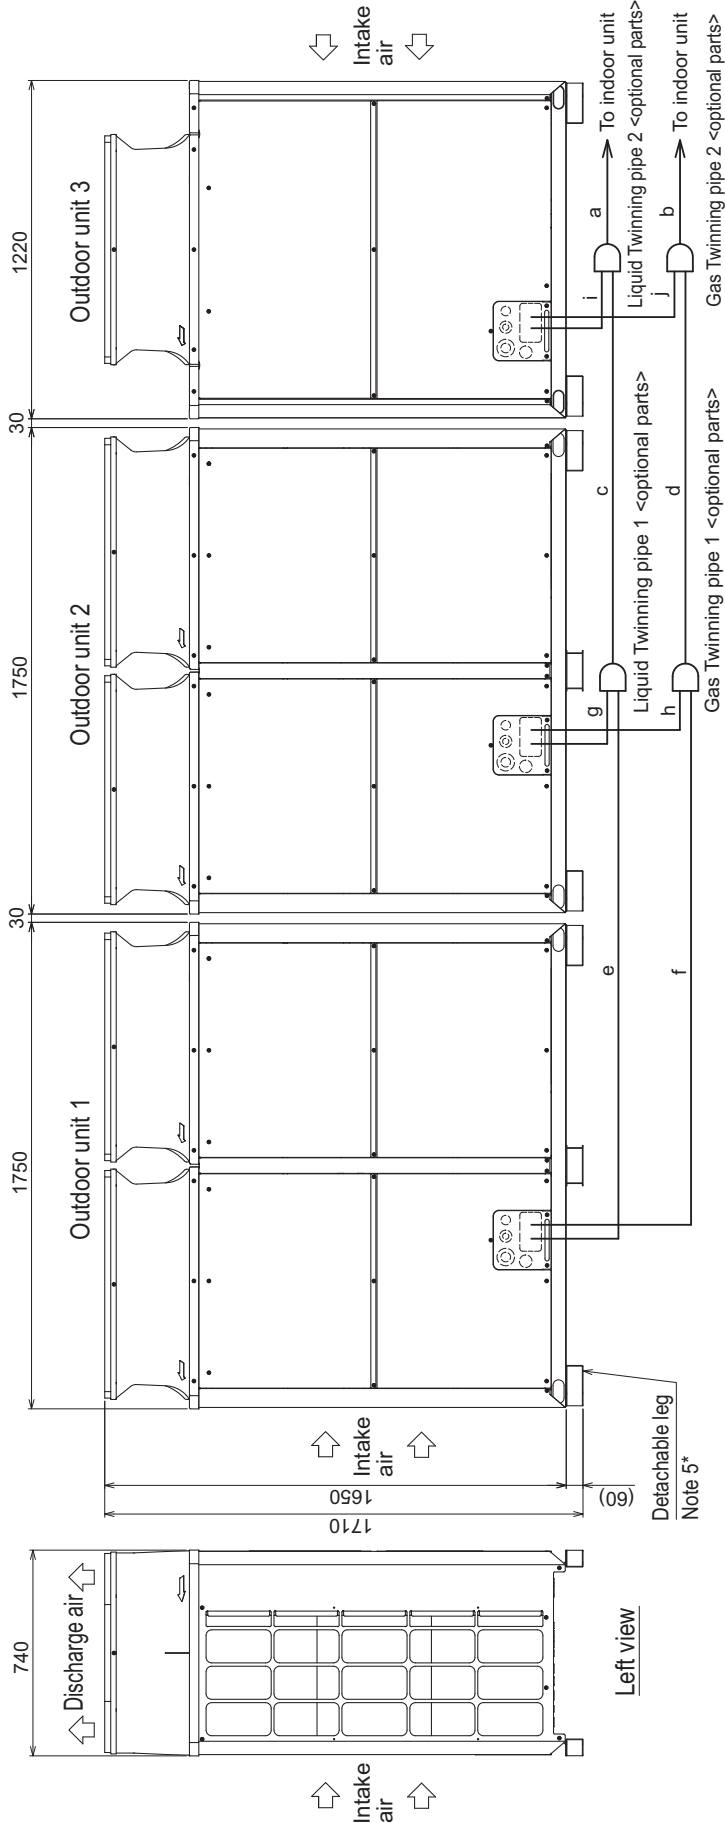 740
Discharge air
Intake
air
Left view
1750
30
1750
30
1220
Outdoor unit 1
Outdoor unit 2
Outdoor unit 3
Intake
air
1650
1710
(60)
Detachable leg
Note 5*
Intake
air
e
f
g
h
c
d
i
j
a
b
To indoor unit
To indoor unit
Liquid Twinning pipe 1 <optional parts>
Gas Twinning pipe 1 <optional parts>
Liquid Twinning pipe 2 <optional parts>
Gas Twinning pipe 2 <optional parts>